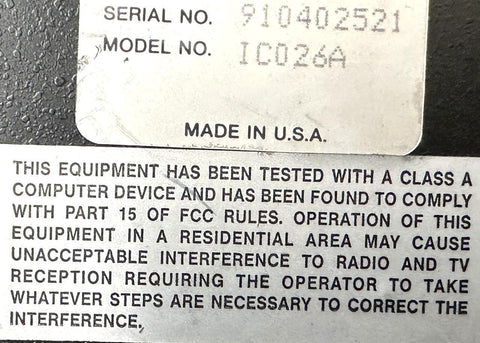 SERIAL NO. 910402521
MODEL NO. IC026A
MADE IN U.S.A.
THIS EQUIPMENT HAS BEEN TESTED WITH A CLASS A
COMPUTER DEVICE AND HAS BEEN FOUND TO COMPLY
WITH PART 15 OF FCC RULES. OPERATION OF THIS
EQUIPMENT IN A RESIDENTIAL AREA MAY CAUSE
UNACCEPTABLE INTERFERENCE TO RADIO AND TV
RECEPTION REQUIRING THE OPERATOR TO TAKE
WHATEVER STEPS ARE NECESSARY TO CORRECT THE
INTERFERENCE.